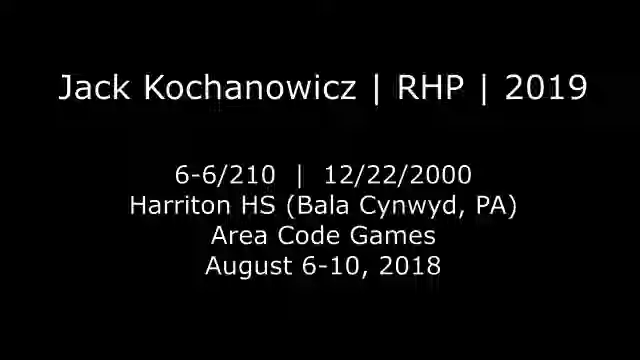 Jack Kochanowicz | RHP | 2019
6-6/210 | 12/22/2000
Harriton HS (Bala Cynwyd, PA)
Area Code Games
August 6-10, 2018